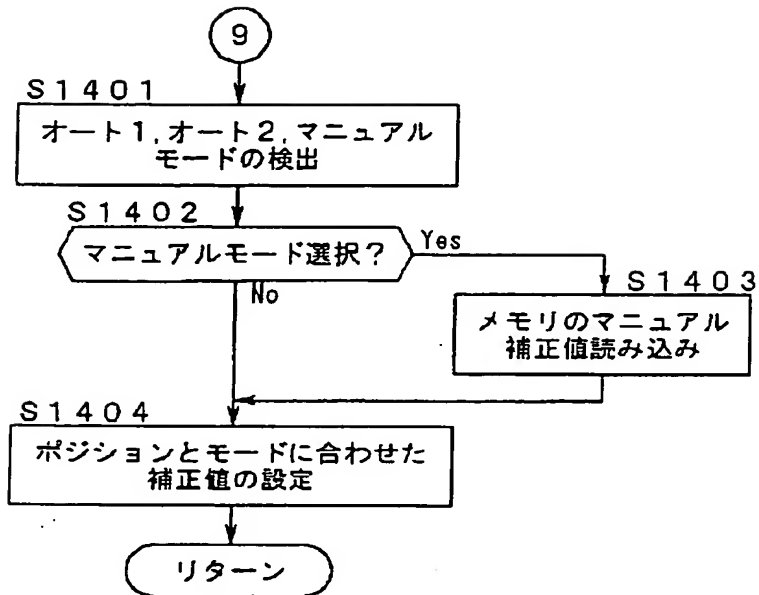 9
S1401
オート1,オート2,マニュアル
モードの検出
S1402
マニュアルモード選択?
Yes
No
S1403
メモリのマニュアル
補正値読み込み
S1404
ポジションとモードに合わせた
補正値の設定
リターン